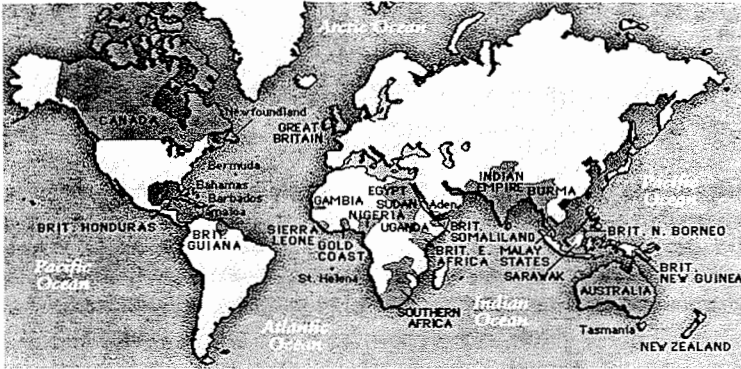 Arctic Ocean
Newfoundland
CANADA
GREAT
BRITAIN
Bermuda
Bahamas
Barbados
Jamaica
BRIT. HONDURAS
BRIT.
GUIANA
Pacific
Ocean
Atlantic
Ocean
GAMBIA
SIERRA
LEONE
GOLD
COAST
NIGERIA
St. Helena
EGYPT
SUDAN
UGANDA
Aden
BRIT.
SOMALILAND
BRIT. E.
AFRICA
SOUTHERN
AFRICA
INDIAN
EMPIRE
BURMA
MALAY
STATES
SARAWAK
BRIT. N. BORNEO
BRIT.
NEW GUINEA
Pacific
Ocean
Indian
Ocean
AUSTRALIA
Tasmania
NEW ZEALAND